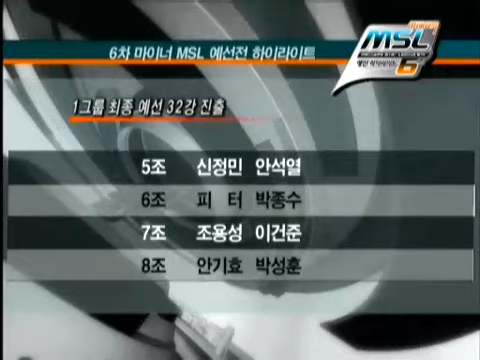 6차 마이너 MSL 예선전 하이라이트
MSL
6
1그룹 최종 예선 32강 진출
5조 신정민 안석열
6조 피 터 박종수
7조 조용성 이건준
8조 안기효 박성훈